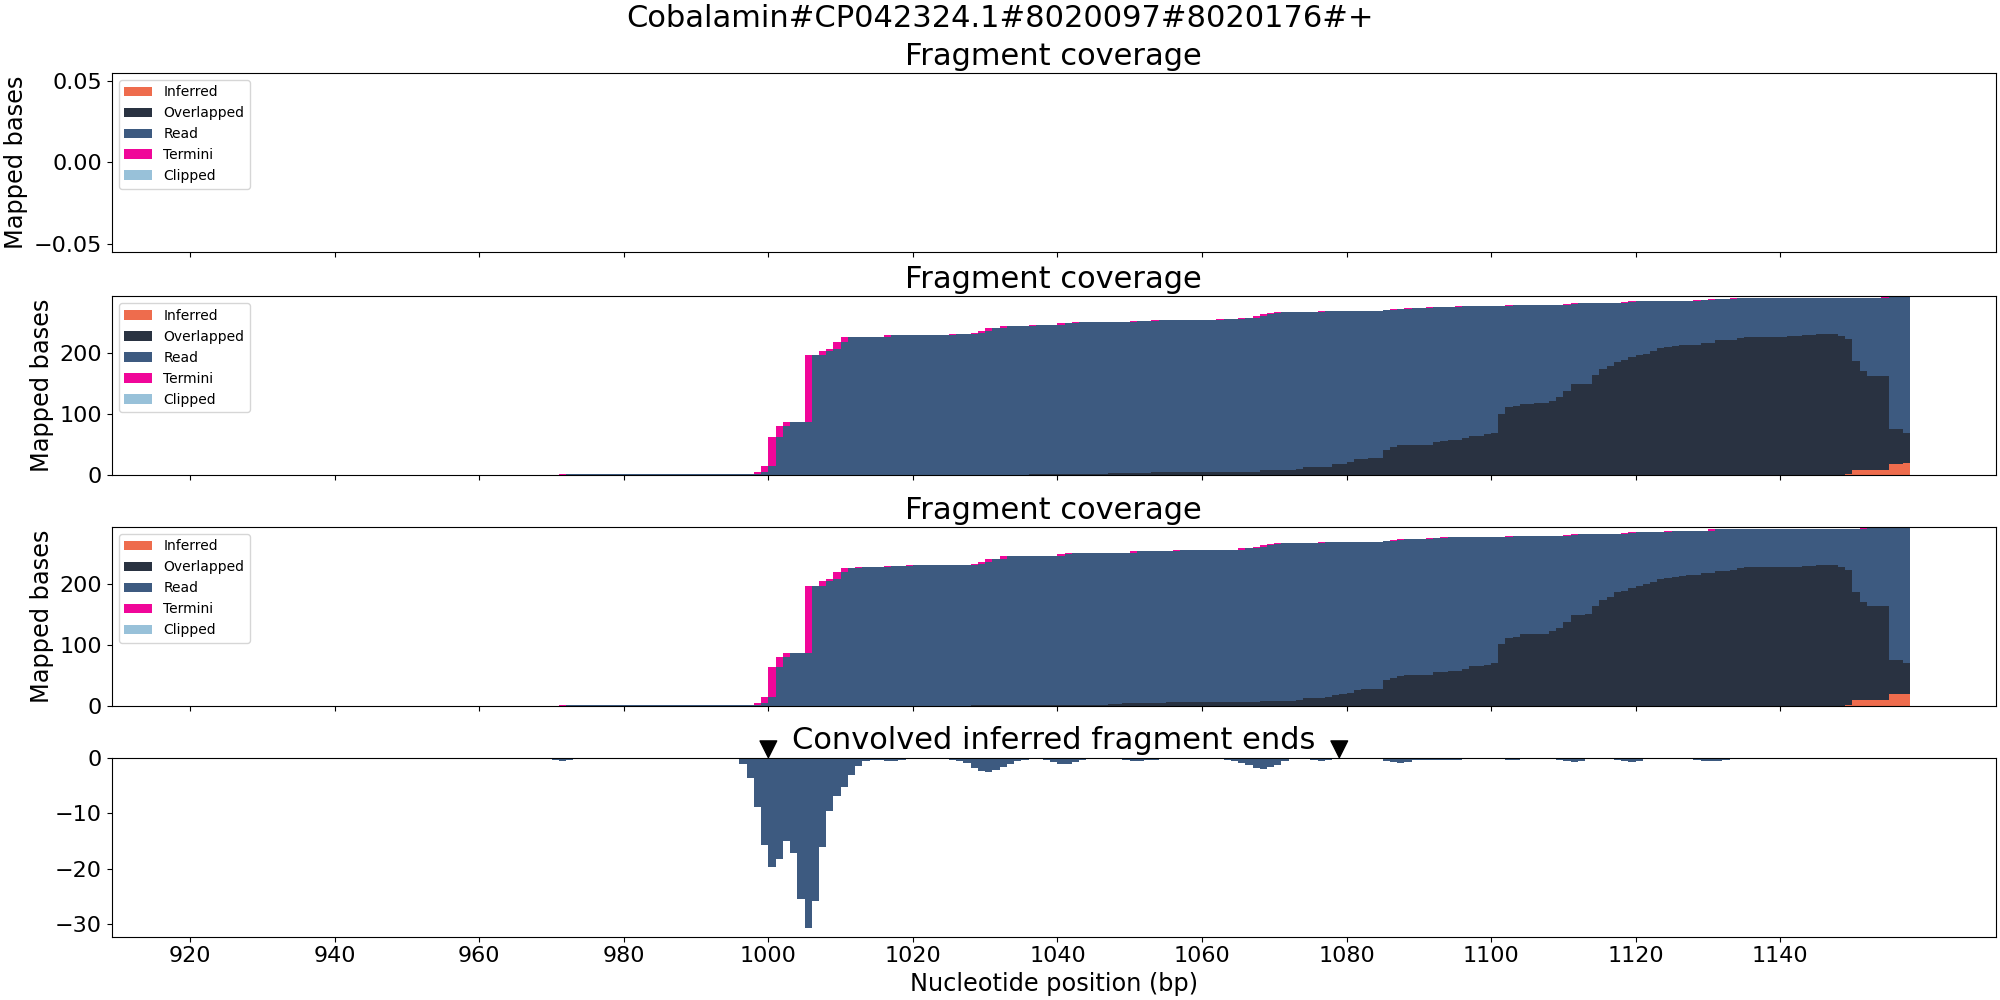 Cobalamin#CP042324.1#8020097#8020176#+
Fragment coverage
Mapped bases
0.05
0.00
−0.05
Inferred
Overlapped
Read
Termini
Clipped
Fragment coverage
Mapped bases
200
100
0
Inferred
Overlapped
Read
Termini
Clipped
Fragment coverage
Mapped bases
200
100
0
Inferred
Overlapped
Read
Termini
Clipped
Convolved inferred fragment ends
0
−10
−20
−30
920 940 960 980 1000 1020 1040 1060 1080 1100 1120 1140
Nucleotide position (bp)